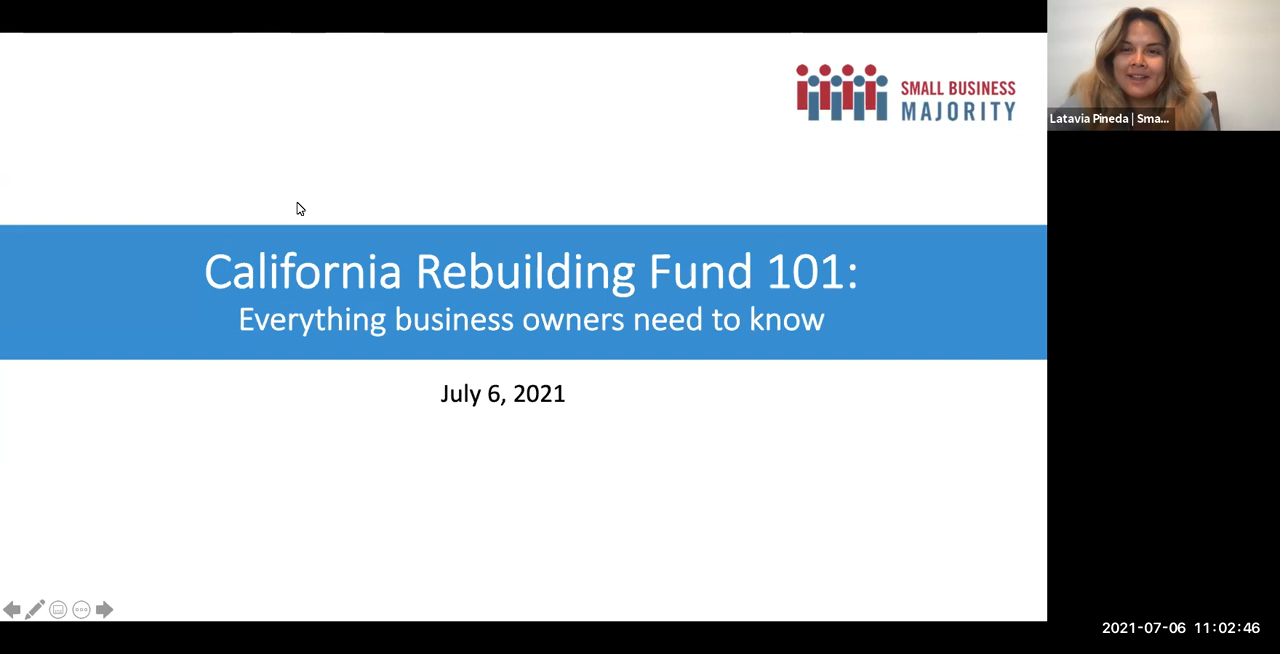 SMALL BUSINESS
MAJORITY
Latavia Pineda | Sma...
California Rebuilding Fund 101:
Everything business owners need to know
July 6, 2021
2021-07-06 11:02:46